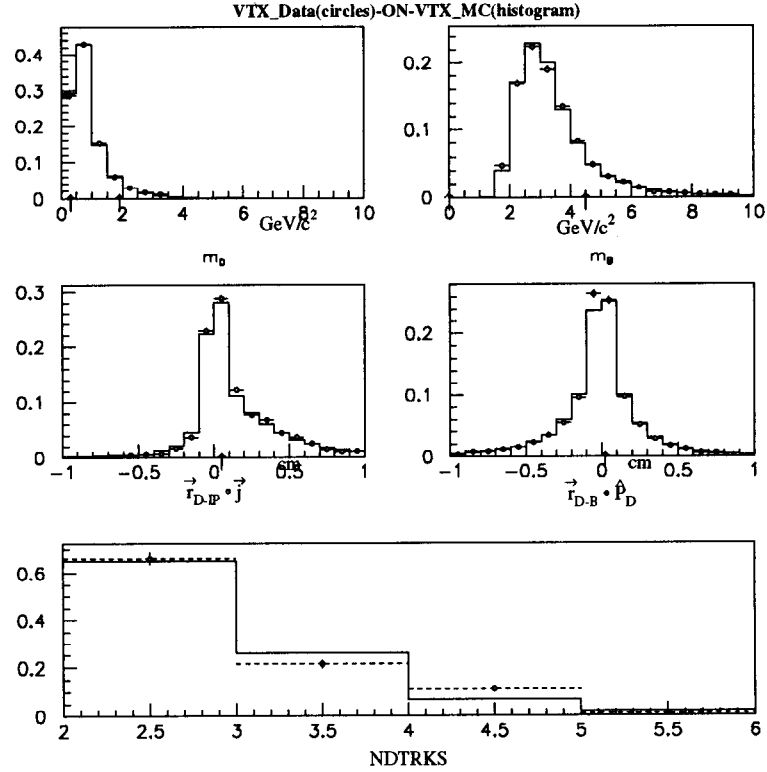 VTX_Data(circles)-ON-VTX_MC(histogram)
0.4
0.3
0.2
0.1
0
0 2 4 6 8 10
GeV/c²
m_D
0.2
0.1
0
0 2 4 6 8 10
GeV/c²
m_B
0.3
0.2
0.1
0
−1 −0.5 0 0.5 1
cm
r⃗_D-IP • j⃗
0.2
0.1
0
−1 −0.5 0 0.5 1
cm
r⃗_D-B • P̂_D
0.6
0.4
0.2
0
2 2.5 3 3.5 4 4.5 5 5.5 6
NDTRKS